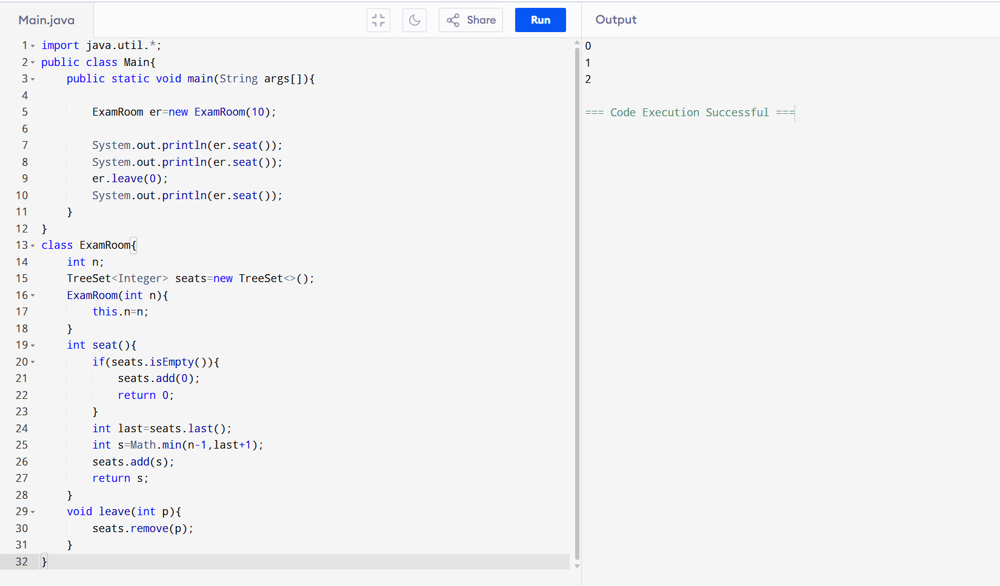 Main.java
Share
Run
Output
1 import java.util.*;
2 public class Main{
3     public static void main(String args[]){
4
5         ExamRoom er=new ExamRoom(10);
6
7         System.out.println(er.seat());
8         System.out.println(er.seat());
9         er.leave(0);
10         System.out.println(er.seat());
11     }
12 }
13 class ExamRoom{
14     int n;
15     TreeSet<Integer> seats=new TreeSet<>();
16     ExamRoom(int n){
17         this.n=n;
18     }
19     int seat(){
20         if(seats.isEmpty()){
21             seats.add(0);
22             return 0;
23         }
24         int last=seats.last();
25         int s=Math.min(n-1,last+1);
26         seats.add(s);
27         return s;
28     }
29     void leave(int p){
30         seats.remove(p);
31     }
32 }
0
1
2
=== Code Execution Successful ===